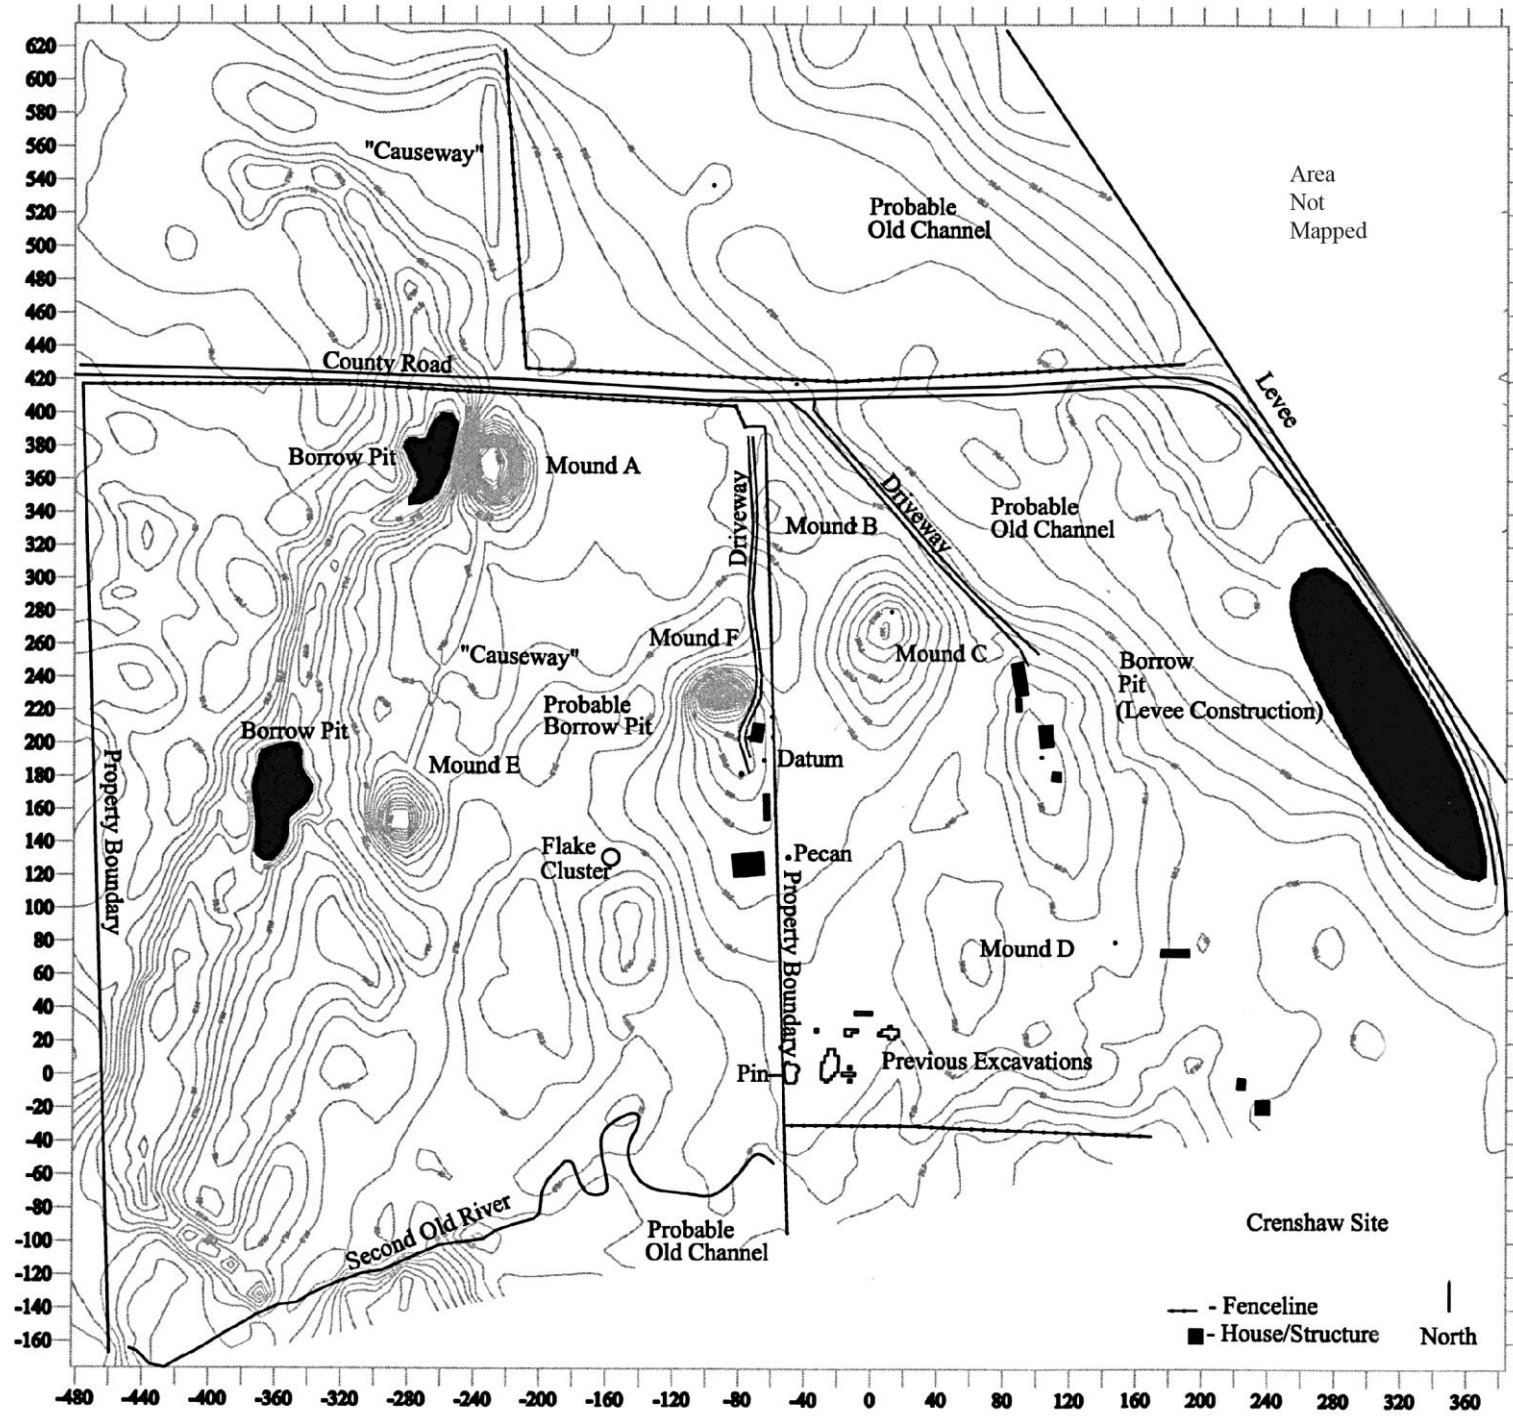 620
600
580
560
540
520
500
480
460
440
420
400
380
360
340
320
300
280
260
240
220
200
180
160
140
120
100
80
60
40
20
0
-20
-40
-60
-80
-100
-120
-140
-160
"Causeway"
Probable
Old Channel
Area
Not
Mapped
County Road
Levee
Borrow Pit
Mound A
Driveway
Mound B
Driveway
Probable
Old Channel
Mound F
"Causeway"
Mound C
Borrow
Pit
(Levee Construction)
Probable
Borrow Pit
Borrow Pit
Property Boundary
Mound E
Datum
Flake
Cluster
Pecan
Property Boundary
Mound D
Previous Excavations
Pin
Second Old River
Probable
Old Channel
Crenshaw Site
- Fenceline
- House/Structure
North
-480 -400 -360 -320 -280 -240 -200 -160 -120 -80 -40 0 40 80 120 160 200 240 280 320 360